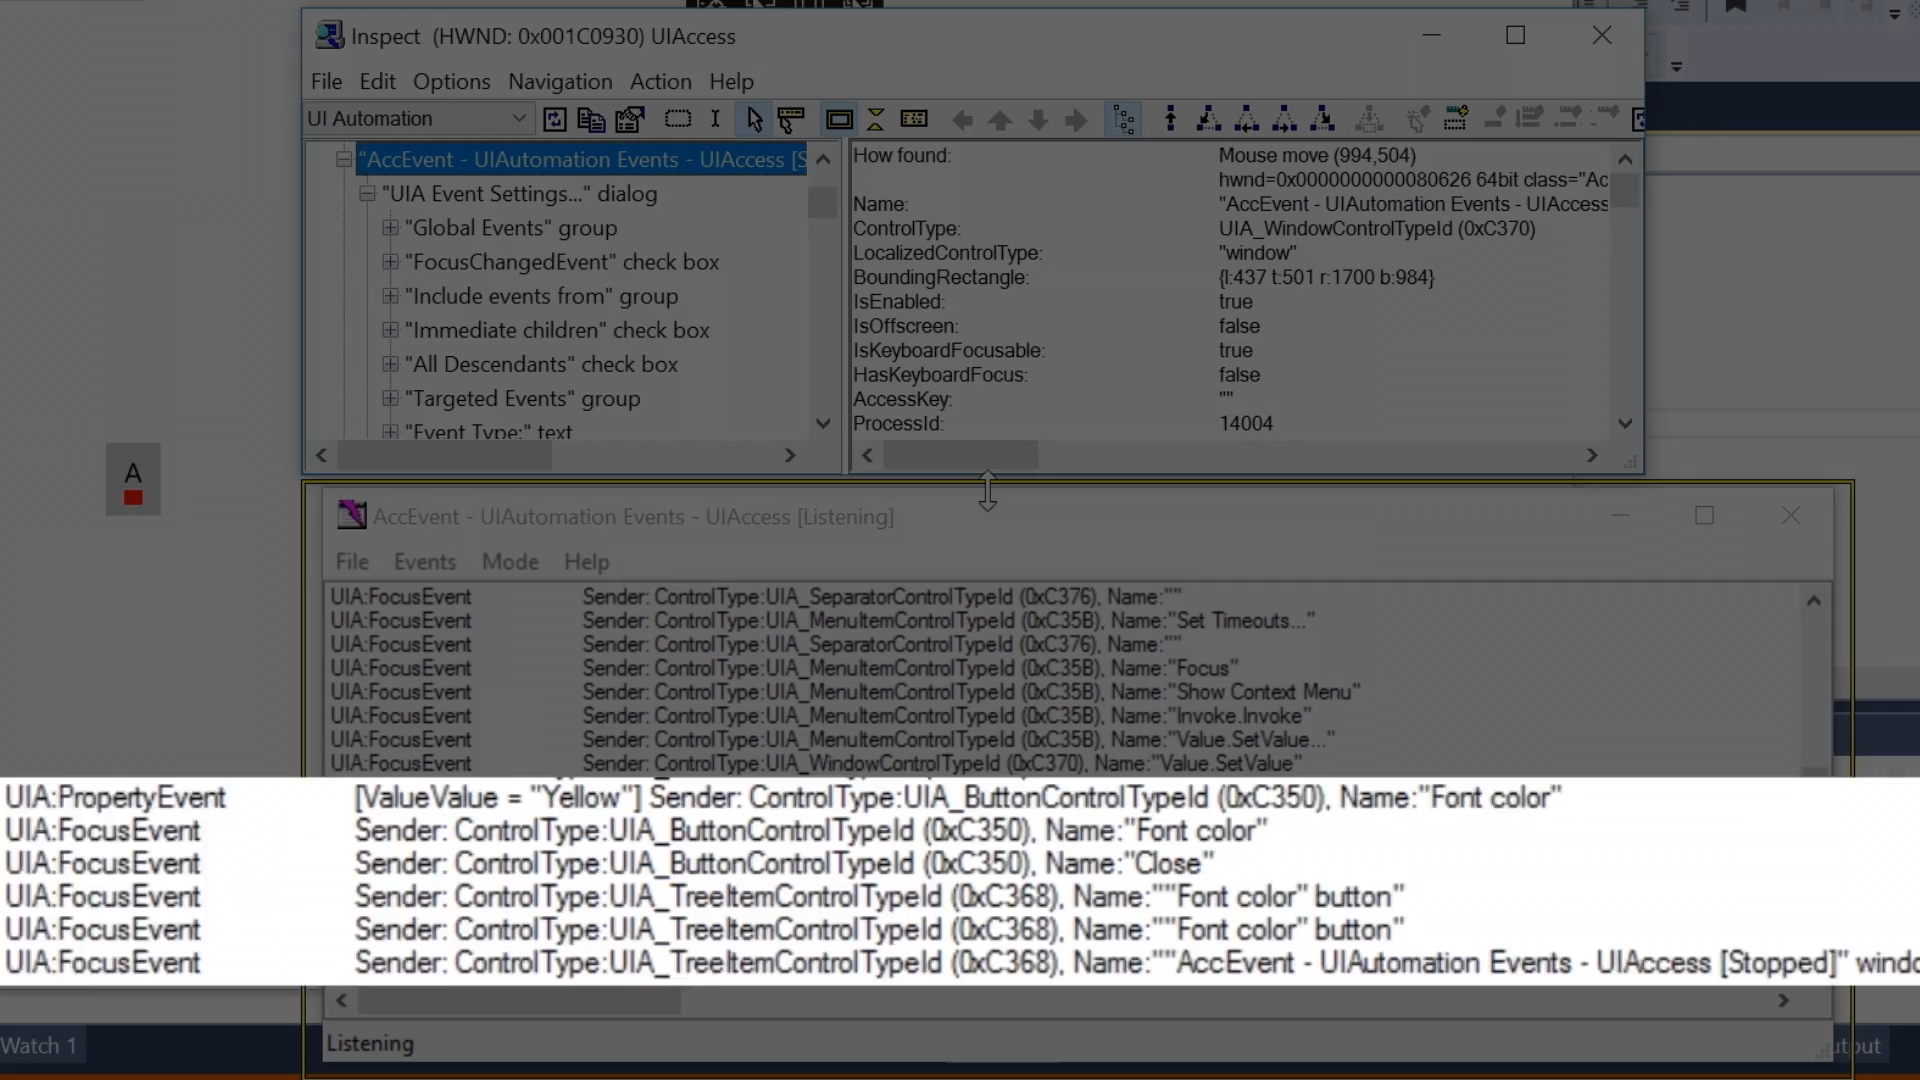 Inspect (HWND: 0x001C0930) UIAccess
File Edit Options Navigation Action Help
UI Automation
"AccEvent - UIAutomation Events - UIAccess [S
"UIA Event Settings..." dialog
"Global Events" group
"FocusChangedEvent" check box
"Include events from" group
"Immediate children" check box
"All Descendants" check box
"Targeted Events" group
"Event Type:" text
How found: Mouse move (994,504)
hwnd=0x0000000000080626 64bit class="Ac
Name: "AccEvent - UIAutomation Events - UIAccess
ControlType: UIA_WindowControlTypeId (0xC370)
LocalizedControlType: "window"
BoundingRectangle: {l:437 t:501 r:1700 b:984}
IsEnabled: true
IsOffscreen: false
IsKeyboardFocusable: true
HasKeyboardFocus: false
AccessKey: ""
ProcessId: 14004
A
AccEvent - UIAutomation Events - UIAccess [Listening]
File Events Mode Help
UIA:FocusEvent Sender: ControlType:UIA_SeparatorControlTypeId (0xC376), Name:""
UIA:FocusEvent Sender: ControlType:UIA_MenuItemControlTypeId (0xC35B), Name:"Set Timeouts..."
UIA:FocusEvent Sender: ControlType:UIA_SeparatorControlTypeId (0xC376), Name:""
UIA:FocusEvent Sender: ControlType:UIA_MenuItemControlTypeId (0xC35B), Name:"Focus"
UIA:FocusEvent Sender: ControlType:UIA_MenuItemControlTypeId (0xC35B), Name:"Show Context Menu"
UIA:FocusEvent Sender: ControlType:UIA_MenuItemControlTypeId (0xC35B), Name:"Invoke.Invoke"
UIA:FocusEvent Sender: ControlType:UIA_MenuItemControlTypeId (0xC35B), Name:"Value.SetValue..."
UIA:FocusEvent Sender: ControlType:UIA_WindowControlTypeId (0xC370), Name:"Value.SetValue"
UIA:PropertyEvent [ValueValue = "Yellow"] Sender: ControlType:UIA_ButtonControlTypeId (0xC350), Name:"Font color"
UIA:FocusEvent Sender: ControlType:UIA_ButtonControlTypeId (0xC350), Name:"Font color"
UIA:FocusEvent Sender: ControlType:UIA_ButtonControlTypeId (0xC350), Name:"Close"
UIA:FocusEvent Sender: ControlType:UIA_TreeItemControlTypeId (0xC368), Name:""Font color" button"
UIA:FocusEvent Sender: ControlType:UIA_TreeItemControlTypeId (0xC368), Name:""Font color" button"
UIA:FocusEvent Sender: ControlType:UIA_TreeItemControlTypeId (0xC368), Name:""AccEvent - UIAutomation Events - UIAccess [Stopped]" windo
Listening
Watch 1
utput